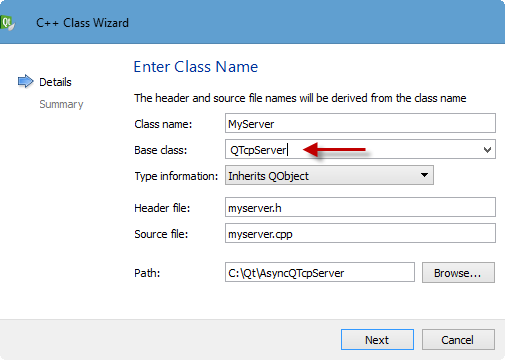 Qt C++ Class Wizard
Enter Class Name
Details
Summary
The header and source file names will be derived from the class name
Class name: MyServer
Base class: QTcpServer
Type information: Inherits QObject
Header file: myserver.h
Source file: myserver.cpp
Path: C:\Qt\AsyncQTcpServer Browse...
Next Cancel